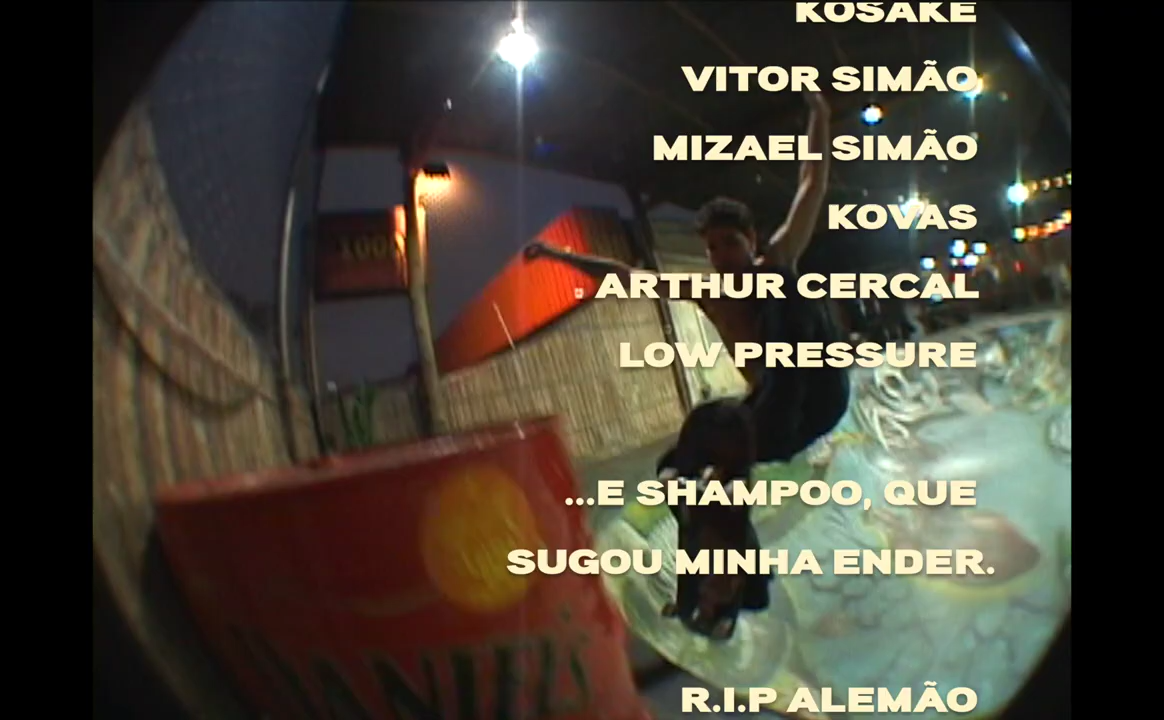 KOSAKE
VITOR SIMÃO
MIZAEL SIMÃO
KOVAS
ARTHUR CERCAL
LOW PRESSURE
...E SHAMPOO, QUE
SUGOU MINHA ENDER.
R.I.P ALEMÃO